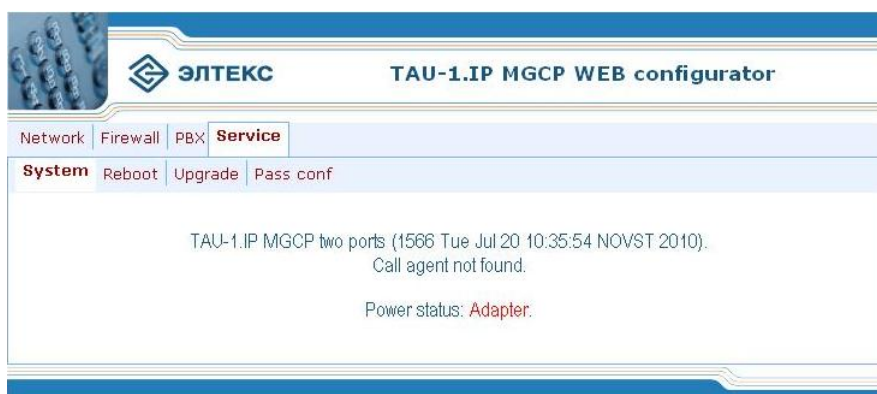 ЭЛТЕКС TAU-1.IP MGCP WEB configurator
Network Firewall PBX Service
System Reboot Upgrade Pass conf
TAU-1.IP MGCP two ports (1566 Tue Jul 20 10:35:54 NOVST 2010).
Call agent not found.
Power status: Adapter.